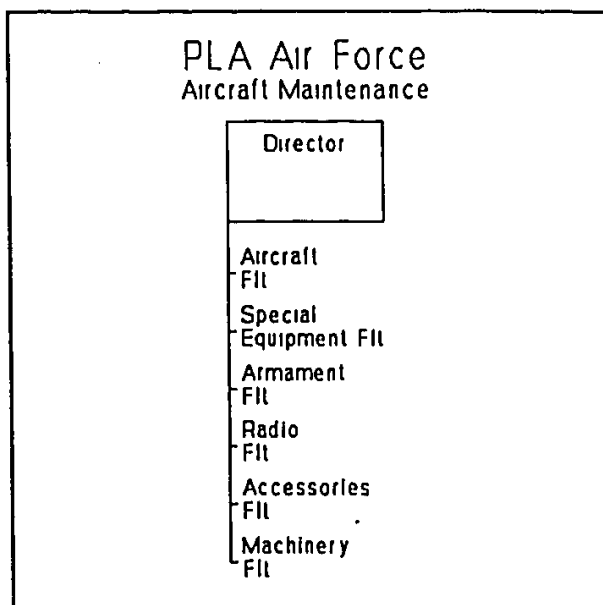 PLA Air Force
Aircraft Maintenance
Director
Aircraft
Flt
Special
Equipment Flt
Armament
Flt
Radio
Flt
Accessories
Flt
Machinery
Flt